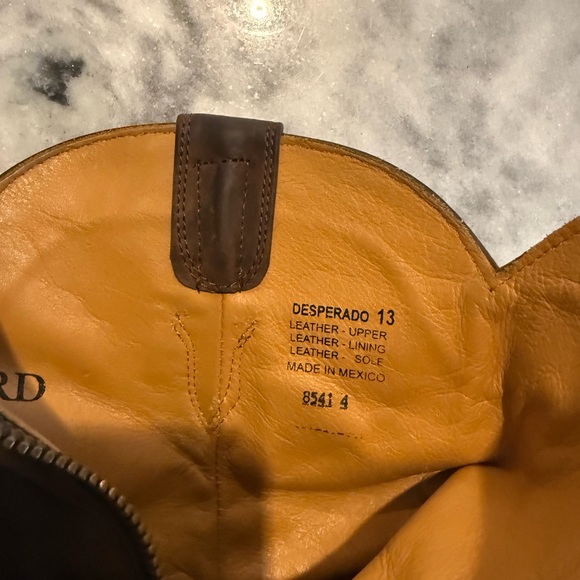 DESPERADO 13
LEATHER - UPPER
LEATHER - LINING
LEATHER - SOLE
MADE IN MEXICO
8541 4
RD